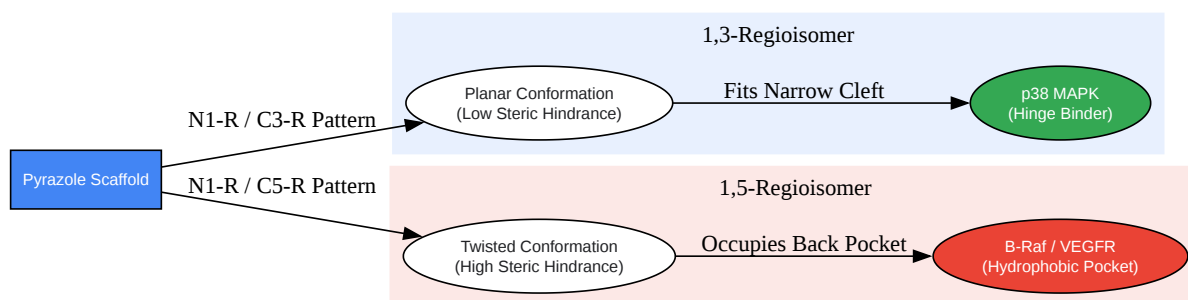 1,3-Regioisomer
Planar Conformation
(Low Steric Hindrance)
Fits Narrow Cleft
p38 MAPK
(Hinge Binder)
N1-R / C3-R Pattern
Pyrazole Scaffold
N1-R / C5-R Pattern
1,5-Regioisomer
Twisted Conformation
(High Steric Hindrance)
Occupies Back Pocket
B-Raf / VEGFR
(Hydrophobic Pocket)